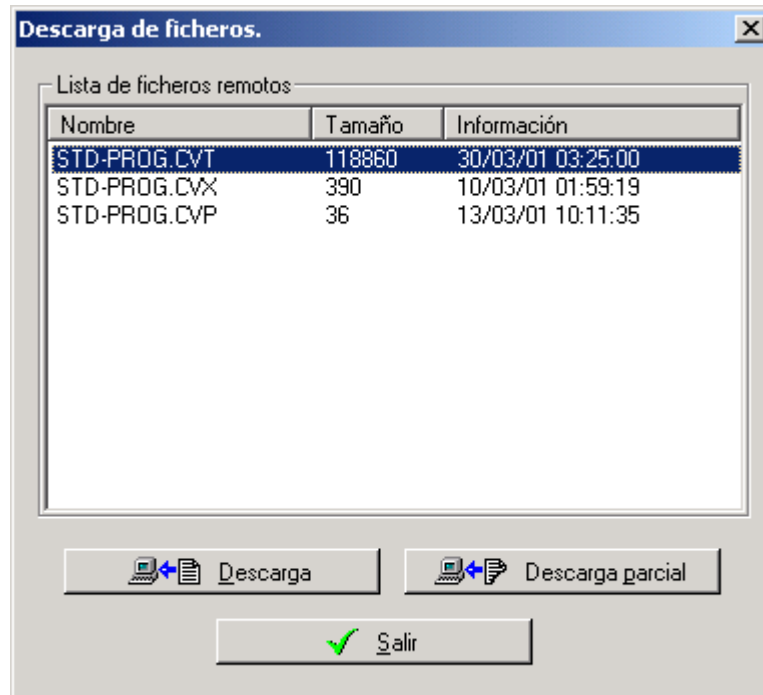 Descarga de ficheros.
Lista de ficheros remotos
Nombre Tamaño Información
STD-PROG.CVT 118860 30/03/01 03:25:00
STD-PROG.CVX 390 10/03/01 01:59:19
STD-PROG.CVP 36 13/03/01 10:11:35
Descarga Descarga parcial
Salir